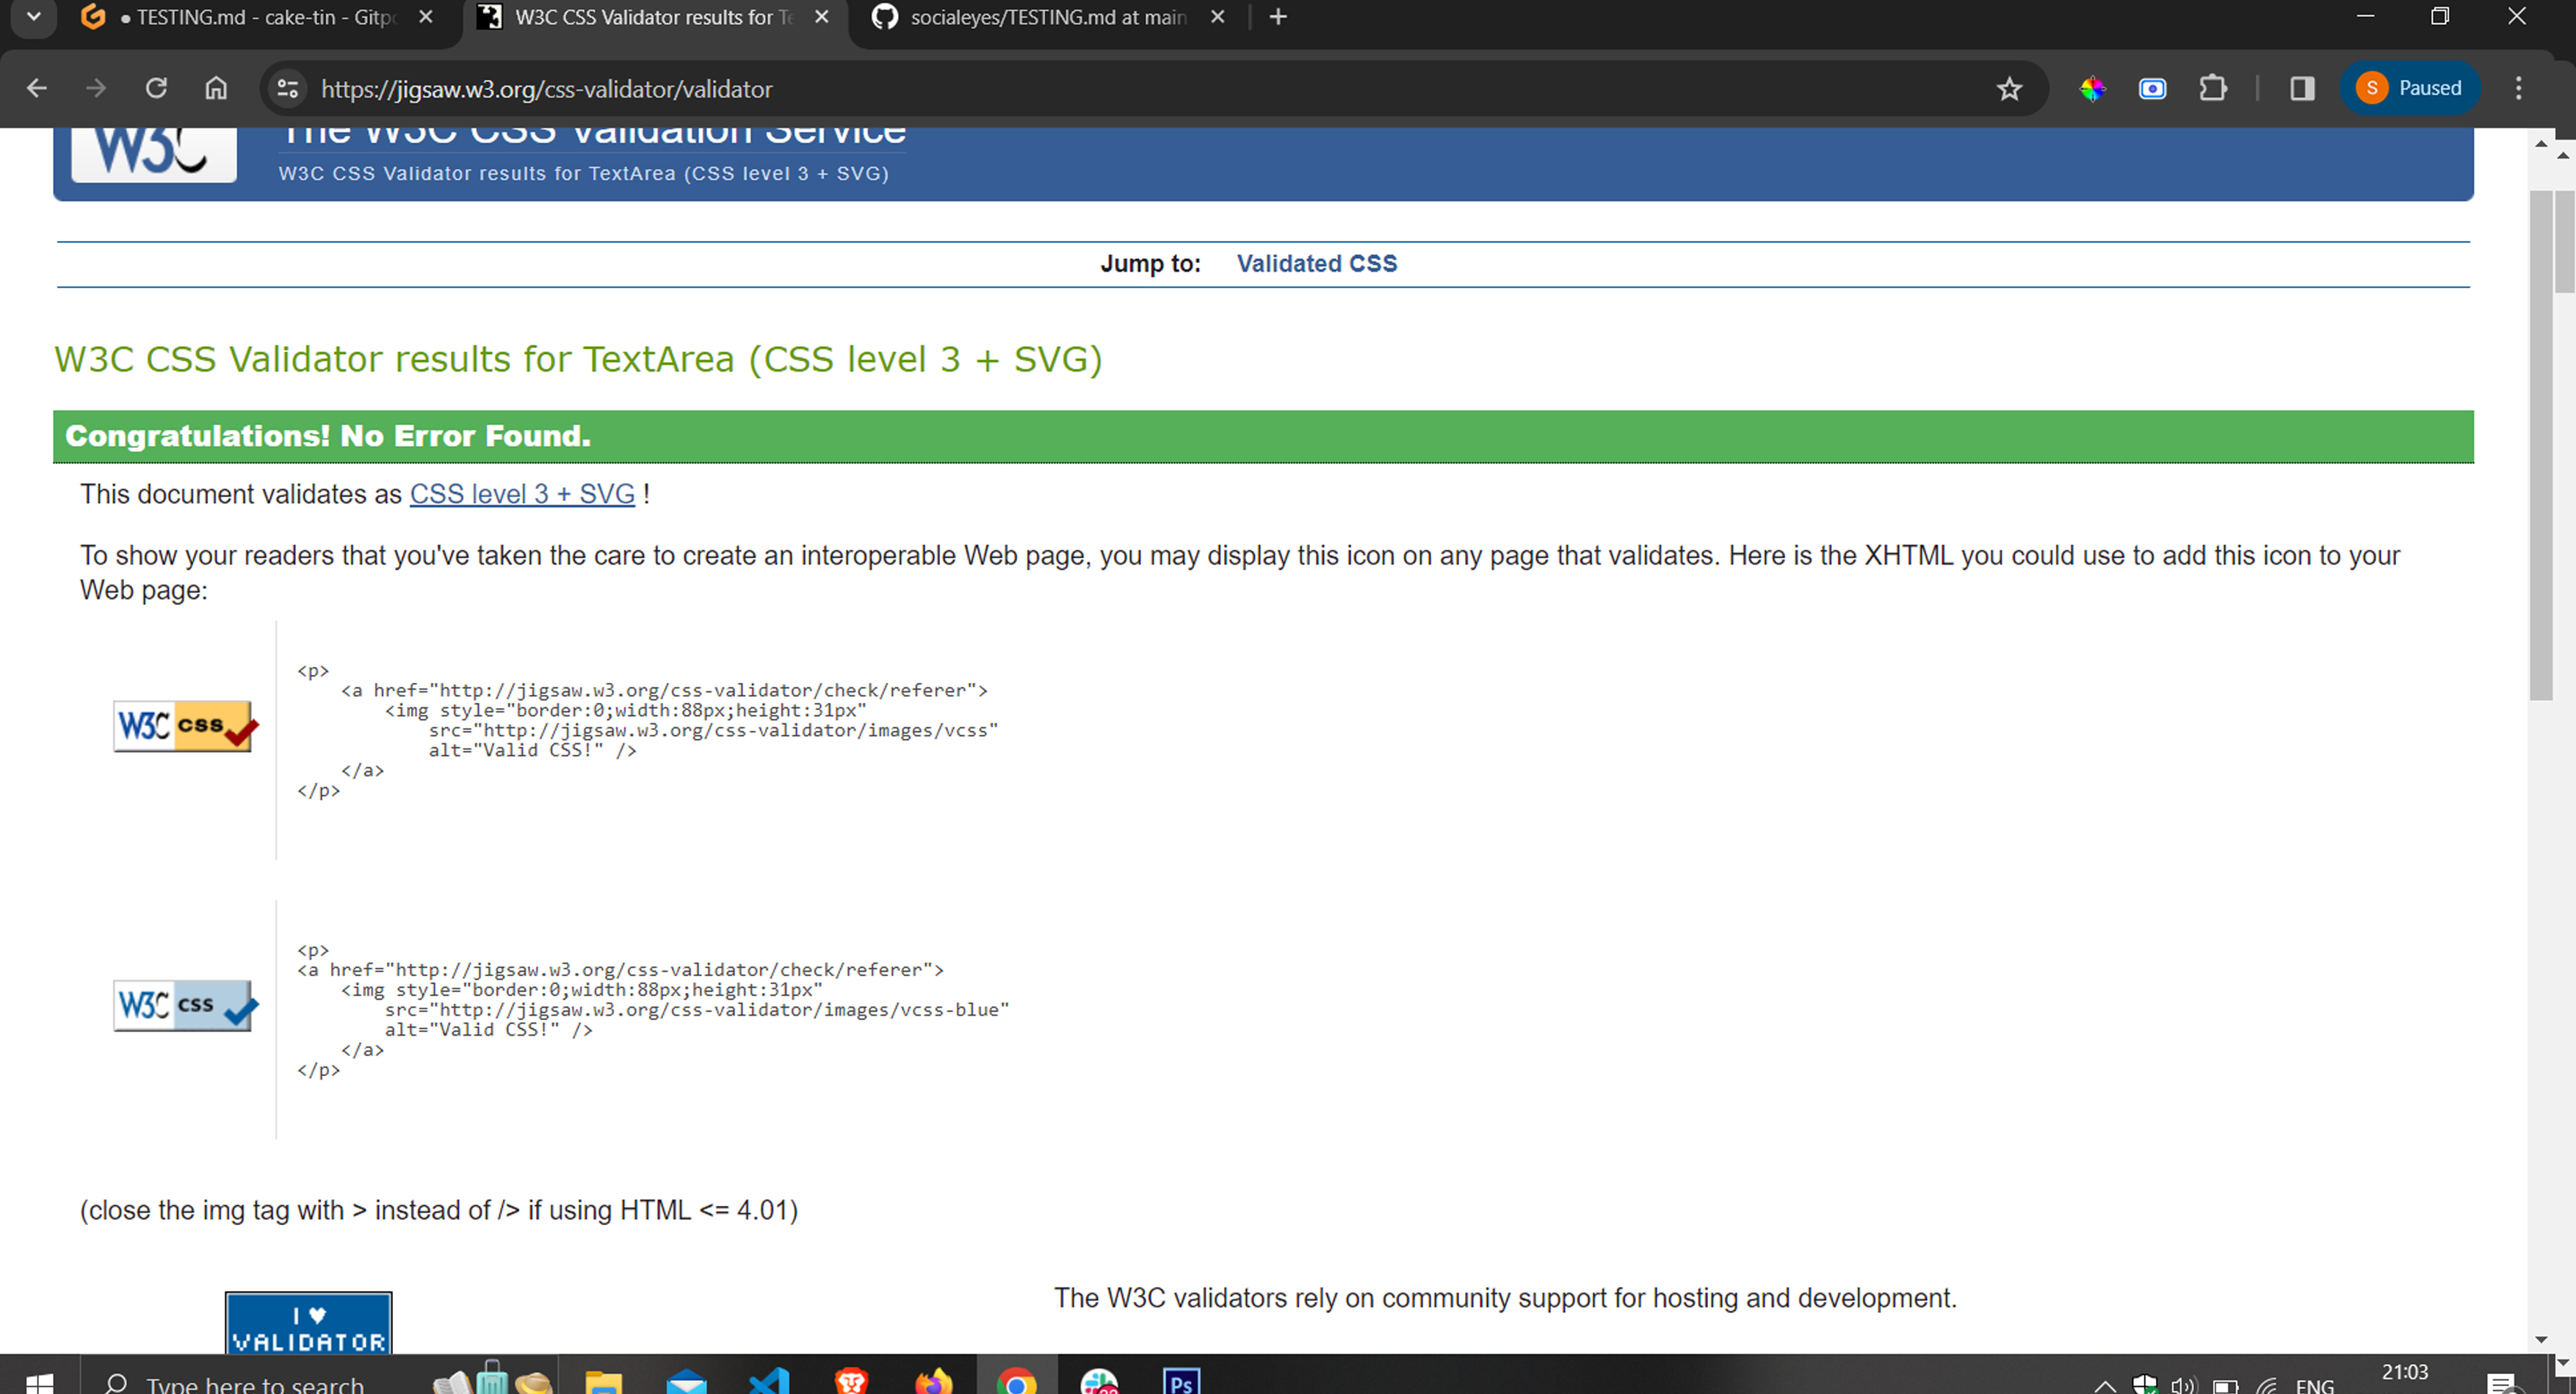 TESTING.md - cake-tin - Gitpo
W3C CSS Validator results for Te
socialeyes/TESTING.md at main
https://jigsaw.w3.org/css-validator/validator
S Paused
W3C
The W3C CSS Validation Service
W3C CSS Validator results for TextArea (CSS level 3 + SVG)
Jump to: Validated CSS
W3C CSS Validator results for TextArea (CSS level 3 + SVG)
Congratulations! No Error Found.
This document validates as CSS level 3 + SVG !
To show your readers that you've taken the care to create an interoperable Web page, you may display this icon on any page that validates. Here is the XHTML you could use to add this icon to your
Web page:
W3C css
<p>
<a href="http://jigsaw.w3.org/css-validator/check/referer">
<img style="border:0;width:88px;height:31px"
src="http://jigsaw.w3.org/css-validator/images/vcss"
alt="Valid CSS!" />
</a>
</p>
W3C css
<p>
<a href="http://jigsaw.w3.org/css-validator/check/referer">
<img style="border:0;width:88px;height:31px"
src="http://jigsaw.w3.org/css-validator/images/vcss-blue"
alt="Valid CSS!" />
</a>
</p>
(close the img tag with > instead of /> if using HTML <= 4.01)
I ♥
VALIDATOR
The W3C validators rely on community support for hosting and development.
Type here to search
Ps
ENG
21:03